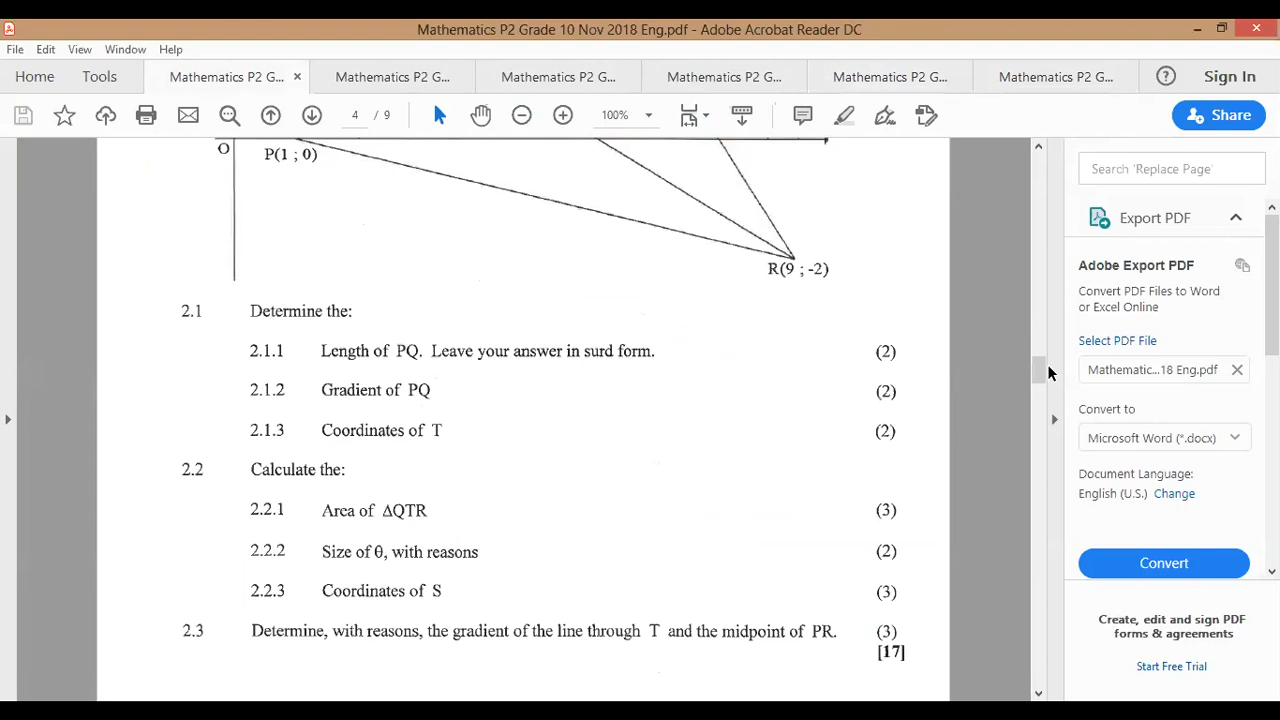 Mathematics P2 Grade 10 Nov 2018 Eng.pdf - Adobe Acrobat Reader DC
File Edit View Window Help
Home Tools Mathematics P2 G... × Mathematics P2 G... Mathematics P2 G... Mathematics P2 G... Mathematics P2 G... Mathematics P2 G... Sign In
4 / 9 100% Share
O
P(1 ; 0)
R(9 ; -2)
2.1 Determine the:
2.1.1 Length of PQ. Leave your answer in surd form. (2)
2.1.2 Gradient of PQ (2)
2.1.3 Coordinates of T (2)
2.2 Calculate the:
2.2.1 Area of ΔQTR (3)
2.2.2 Size of θ, with reasons (2)
2.2.3 Coordinates of S (3)
2.3 Determine, with reasons, the gradient of the line through T and the midpoint of PR. (3)
[17]
Search 'Replace Page'
Export PDF
Adobe Export PDF
Convert PDF Files to Word
or Excel Online
Select PDF File
Mathematic...18 Eng.pdf
Convert to
Microsoft Word (*.docx)
Document Language:
English (U.S.) Change
Convert
Create, edit and sign PDF
forms & agreements
Start Free Trial